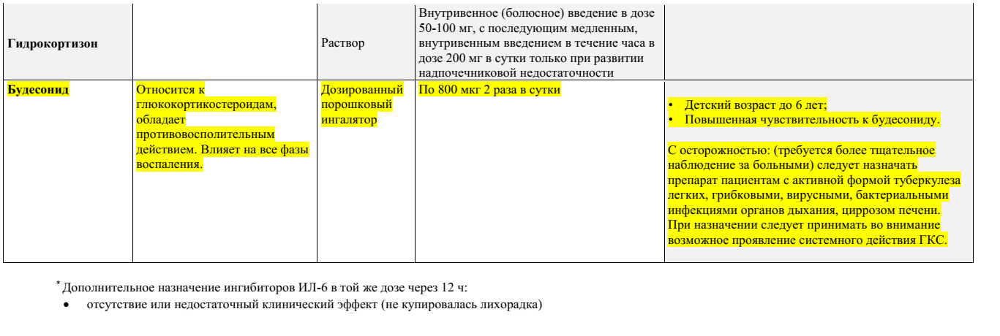 Гидрокортизон
Раствор
Внутривенное (болюсное) введение в дозе
50-100 мг, с последующим медленным,
внутривенным введением в течение часа в
дозе 200 мг в сутки только при развитии
надпочечниковой недостаточности
Будесонид
Относится к
глюкокортикостероидам,
обладает
противовосполительным
действием. Влияет на все фазы
воспаления.
Дозированный
порошковый
ингалятор
По 800 мкг 2 раза в сутки
• Детский возраст до 6 лет;
• Повышенная чувствительность к будесониду.
С осторожностью: (требуется более тщательное
наблюдение за больными) следует назначать
препарат пациентам с активной формой туберкулеза
легких, грибковыми, вирусными, бактериальными
инфекциями органов дыхания, циррозом печени.
При назначении следует принимать во внимание
возможное проявление системного действия ГКС.
* Дополнительное назначение ингибиторов ИЛ-6 в той же дозе через 12 ч:
• отсутствие или недостаточный клинический эффект (не купировалась лихорадка)